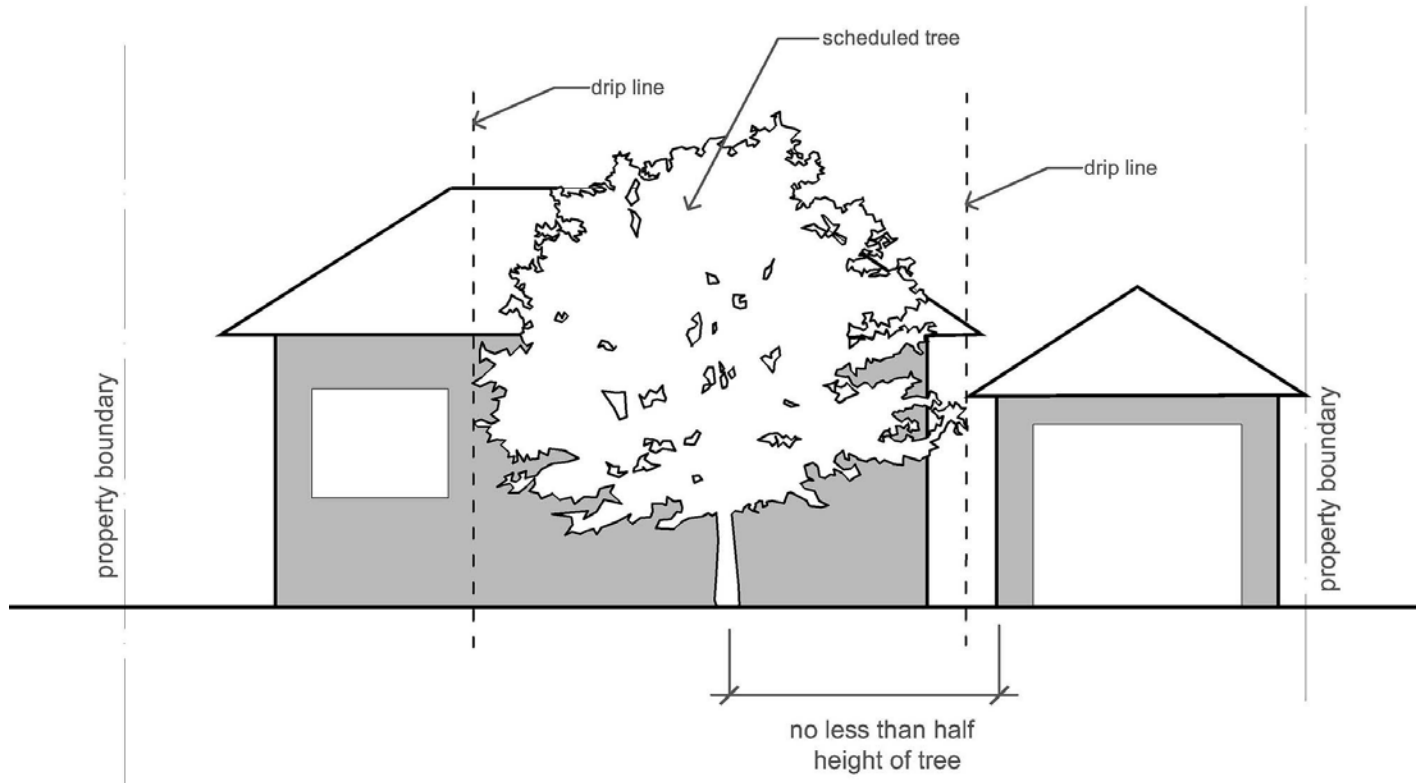 scheduled tree
drip line
drip line
property boundary
property boundary
no less than half
height of tree